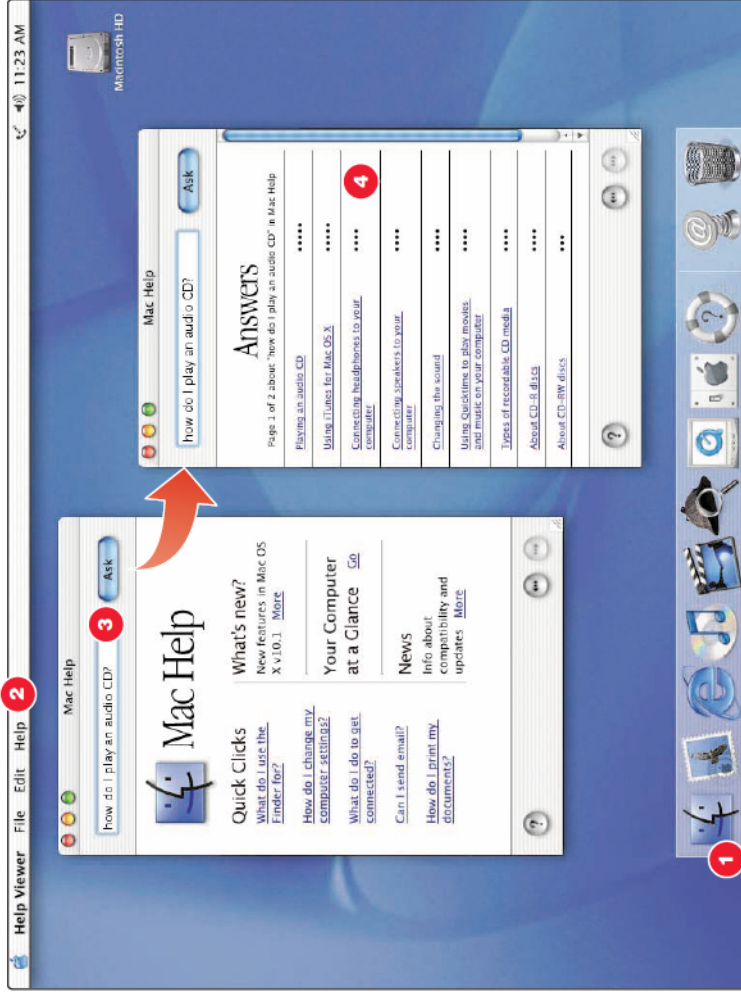 Help Viewer File Edit Help 2 11:23 AM
Macintosh HD
Mac Help
how do I play an audio CD? 3 Ask
Mac Help
Quick Clicks
What do I use the
Finder for?
How do I change my
computer settings?
What do I do to get
connected?
Can I send email?
How do I print my
documents?
What's new?
New features in Mac OS
X v10.1 More
Your Computer
at a Glance Go
News
Info about
compatibility and
updates More
?
Mac Help
how do I play an audio CD? Ask
Answers
Page 1 of 2 about "how do I play an audio CD" in Mac Help
Playing an audio CD •••••
Using iTunes for Mac OS X •••••
Connecting headphones to your
computer •••• 4
Connecting speakers to your
computer ••••
Changing the sound ••••
Using Quicktime to play movies
and music on your computer ••••
Types of recordable CD media ••••
About CD-R discs ••••
About CD-RW discs •••
?
1
@
?